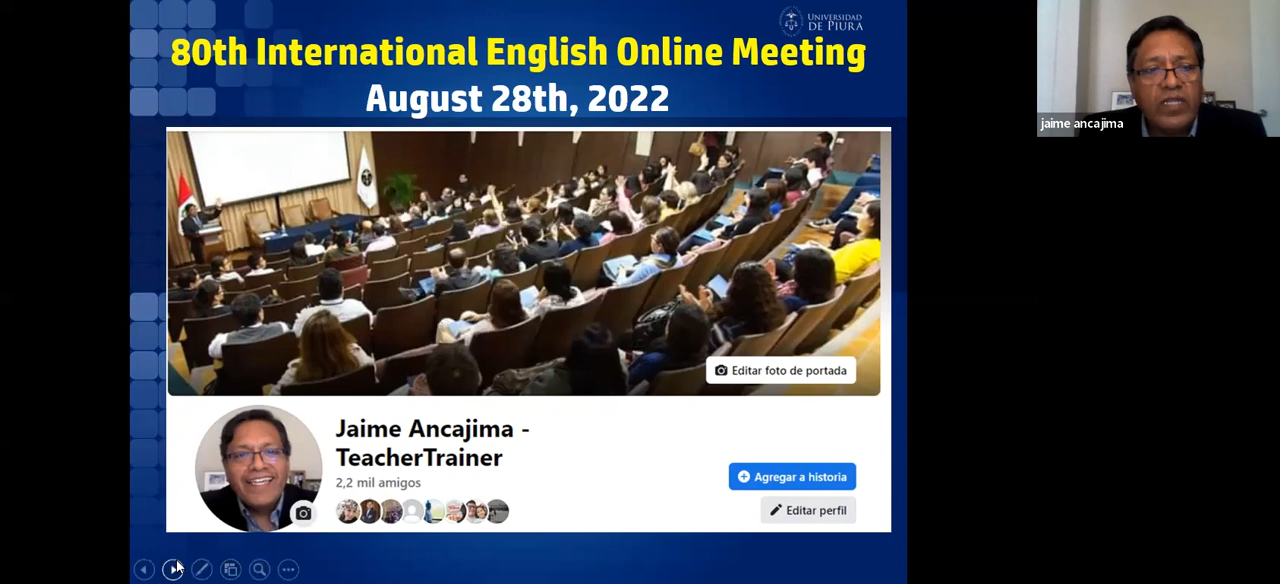 UNIVERSIDAD
DE PIURA
80th International English Online Meeting
August 28th, 2022
jaime ancajima
Editar foto de portada
Jaime Ancajima -
TeacherTrainer
2,2 mil amigos
Agregar a historia
Editar perfil